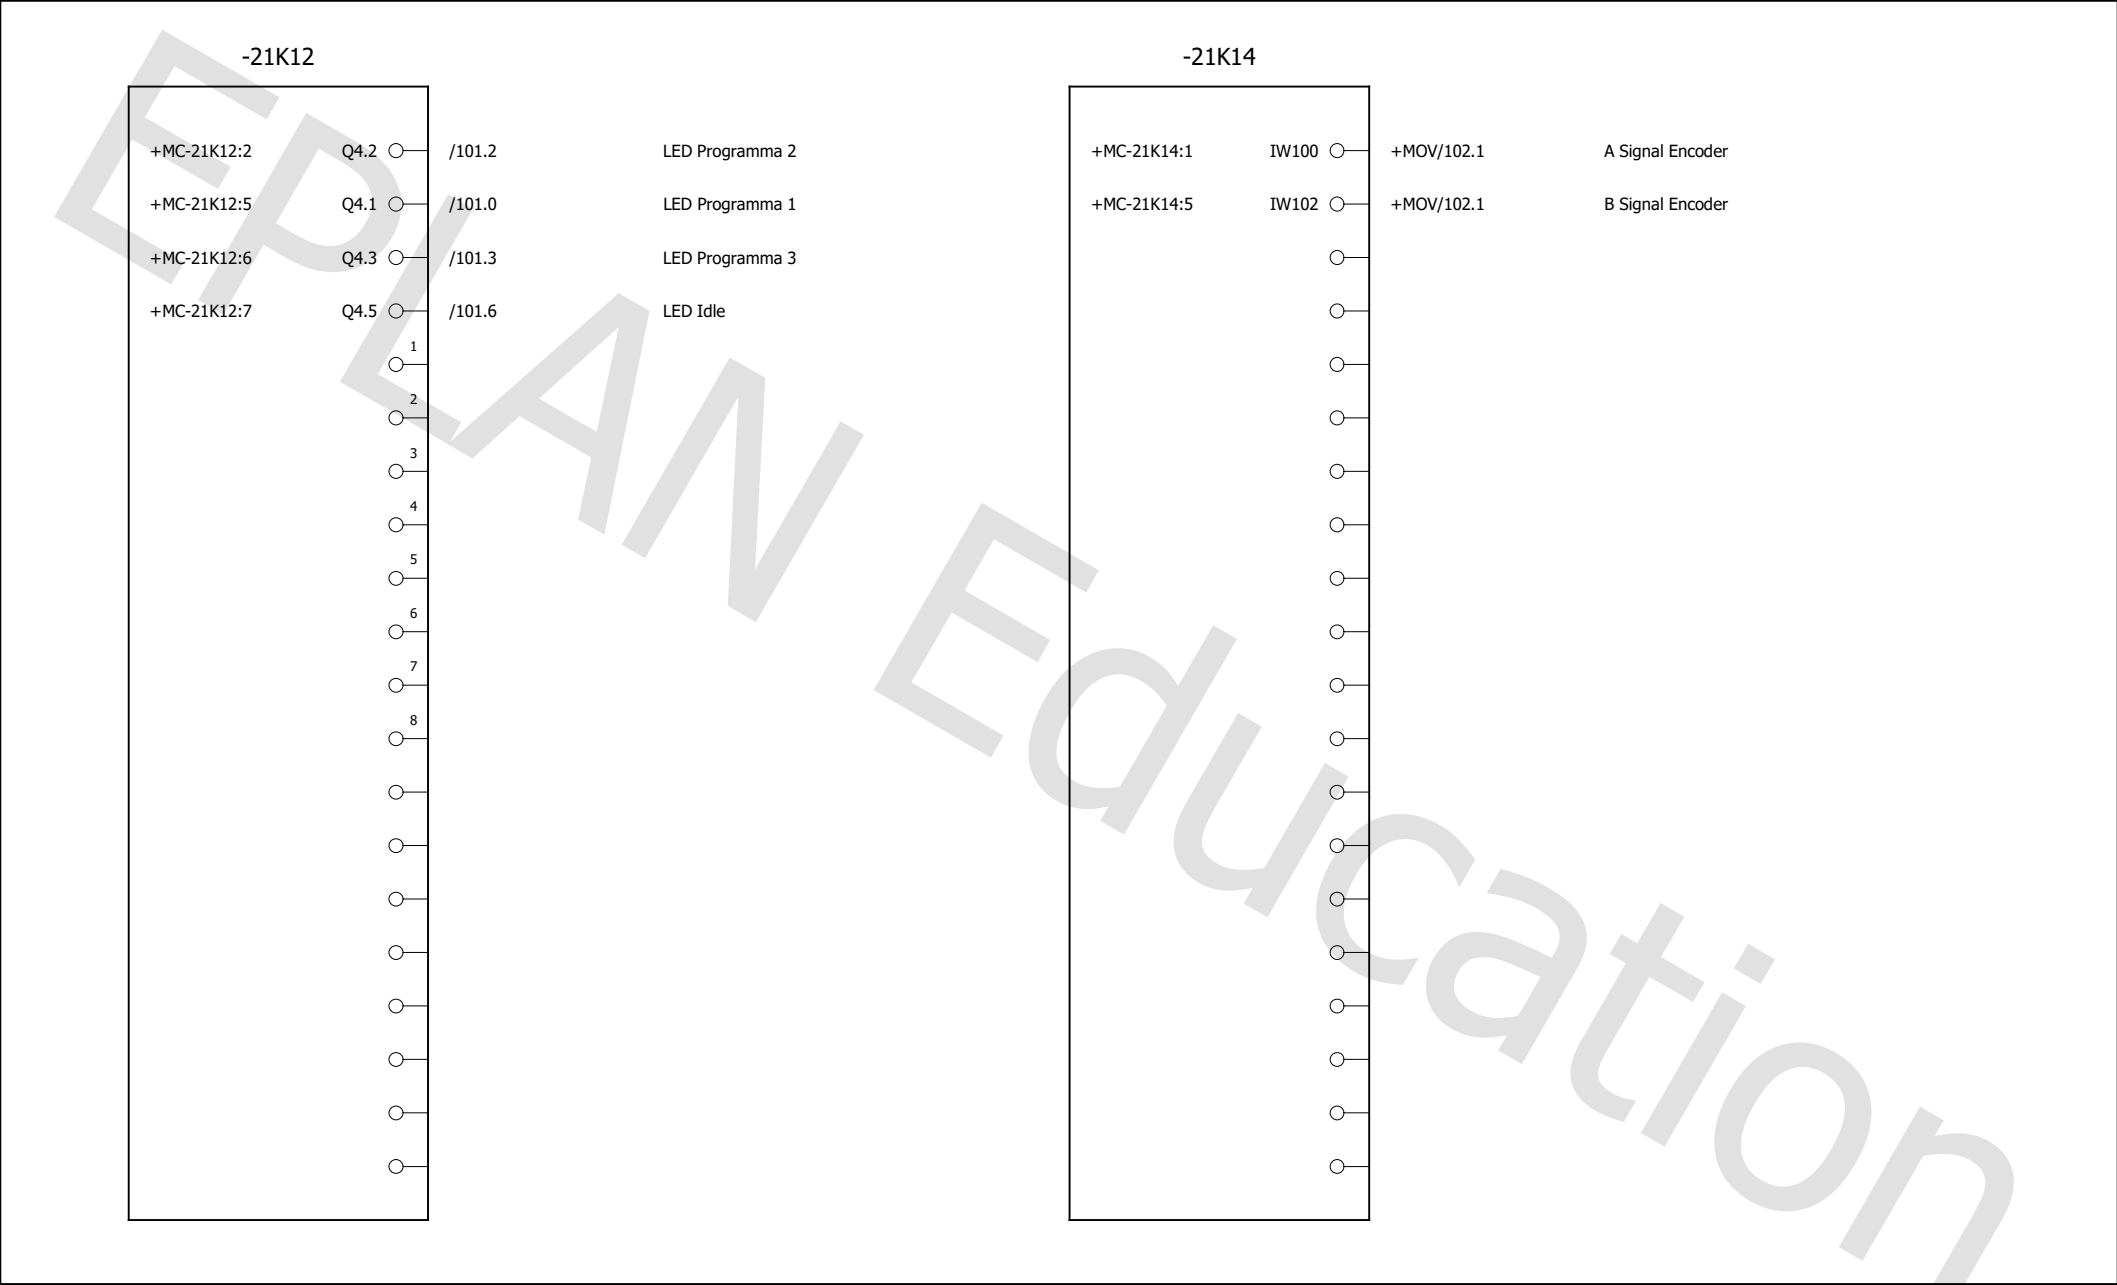 -21K12
+MC-21K12:2 Q4.2 /101.2 LED Programma 2
+MC-21K12:5 Q4.1 /101.0 LED Programma 1
+MC-21K12:6 Q4.3 /101.3 LED Programma 3
+MC-21K12:7 Q4.5 /101.6 LED Idle
1
2
3
4
5
6
7
8
-21K14
+MC-21K14:1 IW100 +MOV/102.1 A Signal Encoder
+MC-21K14:5 IW102 +MOV/102.1 B Signal Encoder
EPLAN Education